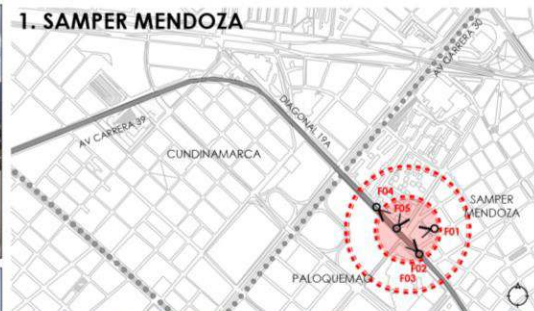 1. SAMPER MENDOZA
AV CARRERA 30
AV CARRERA 39
DIAGONAL 19A
CUNDINAMARCA
F04
F05
SAMPER
MENDOZA
F01
F02
PALOQUEMAO
F03